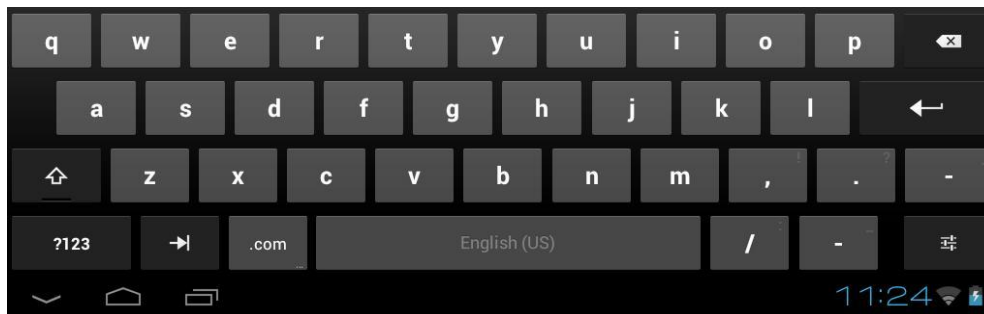 q w e r t y u i o p
a s d f g h j k l
! ?
z x c v b n m , . -
: _
?123 .com English (US) / -
...
11:24